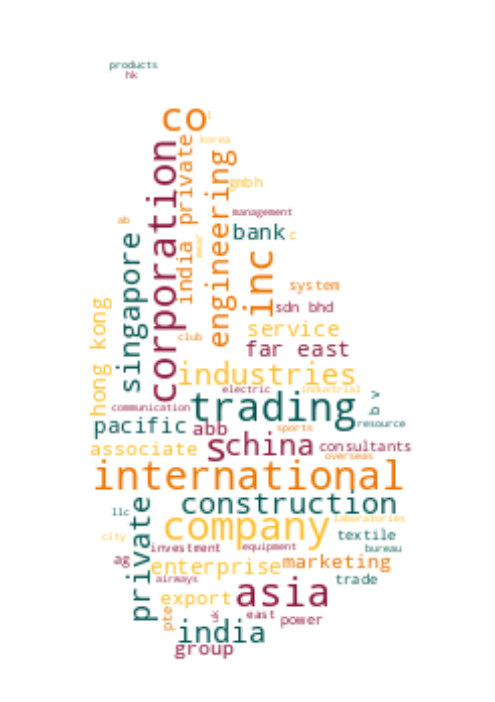 products
hk
co
l
korea
india private
corporation
engineering
gmbh
ab
management
bank
c
singapore
inc
system
hong kong
sdn bhd
club
service
far east
industries
electric
industrial
communication
trading
b v
pacific
abb
sports
resource
associate
s
china
consultants
overseas
international
private
construction
llc
company
laboratories
city
textile
investment
equipment
bureau
ag
enterprise
marketing
airways
trade
export
asia
pte
east
power
india
group